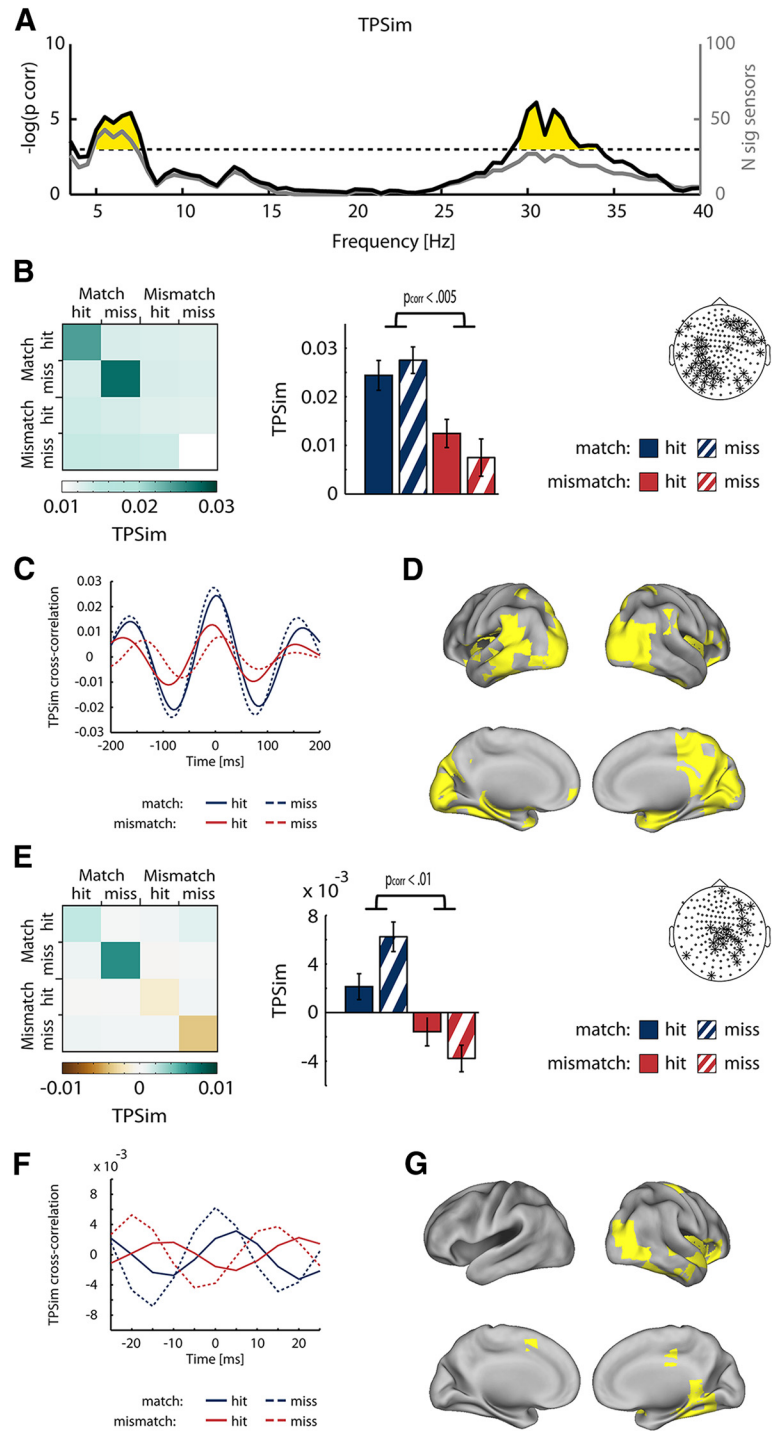 A
TPSim
10
5
0
-log(p corr)
100
50
0
N sig sensors
5 10 15 20 25 30 35 40
Frequency [Hz]
B
Match Mismatch
hit miss hit miss
Match
hit
miss
Mismatch
hit
miss
0.01 0.02 0.03
TPSim
pcorr < .005
0.03
0.02
0.01
0
TPSim
match: hit miss
mismatch: hit miss
C
0.03
0.02
0.01
0
-0.01
-0.02
-0.03
TPSim cross-correlation
-200 -100 0 100 200
Time [ms]
match: hit miss
mismatch: hit miss
D
E
Match Mismatch
hit miss hit miss
Match
hit
miss
Mismatch
hit
miss
-0.01 0 0.01
TPSim
x 10-3
pcorr < .01
8
4
0
-4
TPSim
match: hit miss
mismatch: hit miss
F
x 10-3
8
4
0
-4
-8
TPSim cross-correlation
-20 -10 0 10 20
Time [ms]
match: hit miss
mismatch: hit miss
G